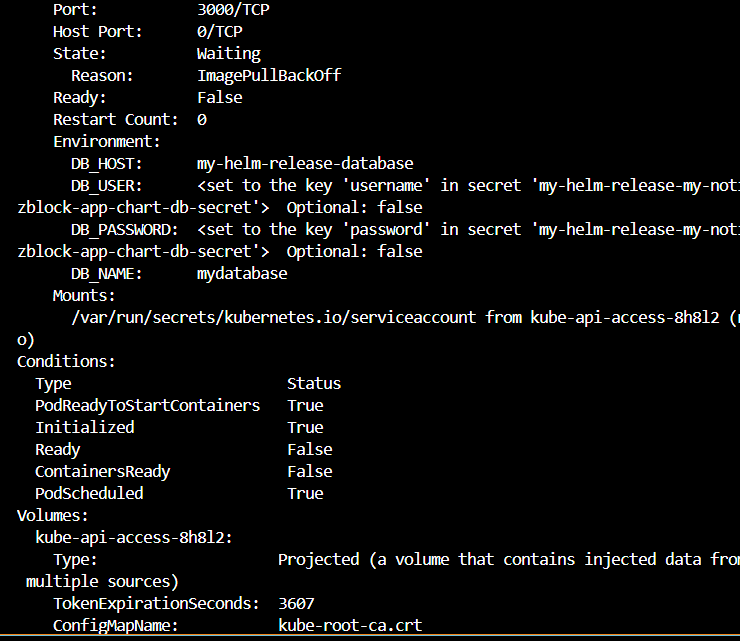 Port: 3000/TCP
Host Port: 0/TCP
State: Waiting
Reason: ImagePullBackOff
Ready: False
Restart Count: 0
Environment:
DB_HOST: my-helm-release-database
DB_USER: <set to the key 'username' in secret 'my-helm-release-my-not
zblock-app-chart-db-secret'> Optional: false
DB_PASSWORD: <set to the key 'password' in secret 'my-helm-release-my-not
zblock-app-chart-db-secret'> Optional: false
DB_NAME: mydatabase
Mounts:
/var/run/secrets/kubernetes.io/serviceaccount from kube-api-access-8h8l2 (
o)
Conditions:
Type Status
PodReadyToStartContainers True
Initialized True
Ready False
ContainersReady False
PodScheduled True
Volumes:
kube-api-access-8h8l2:
Type: Projected (a volume that contains injected data from
multiple sources)
TokenExpirationSeconds: 3607
ConfigMapName: kube-root-ca.crt